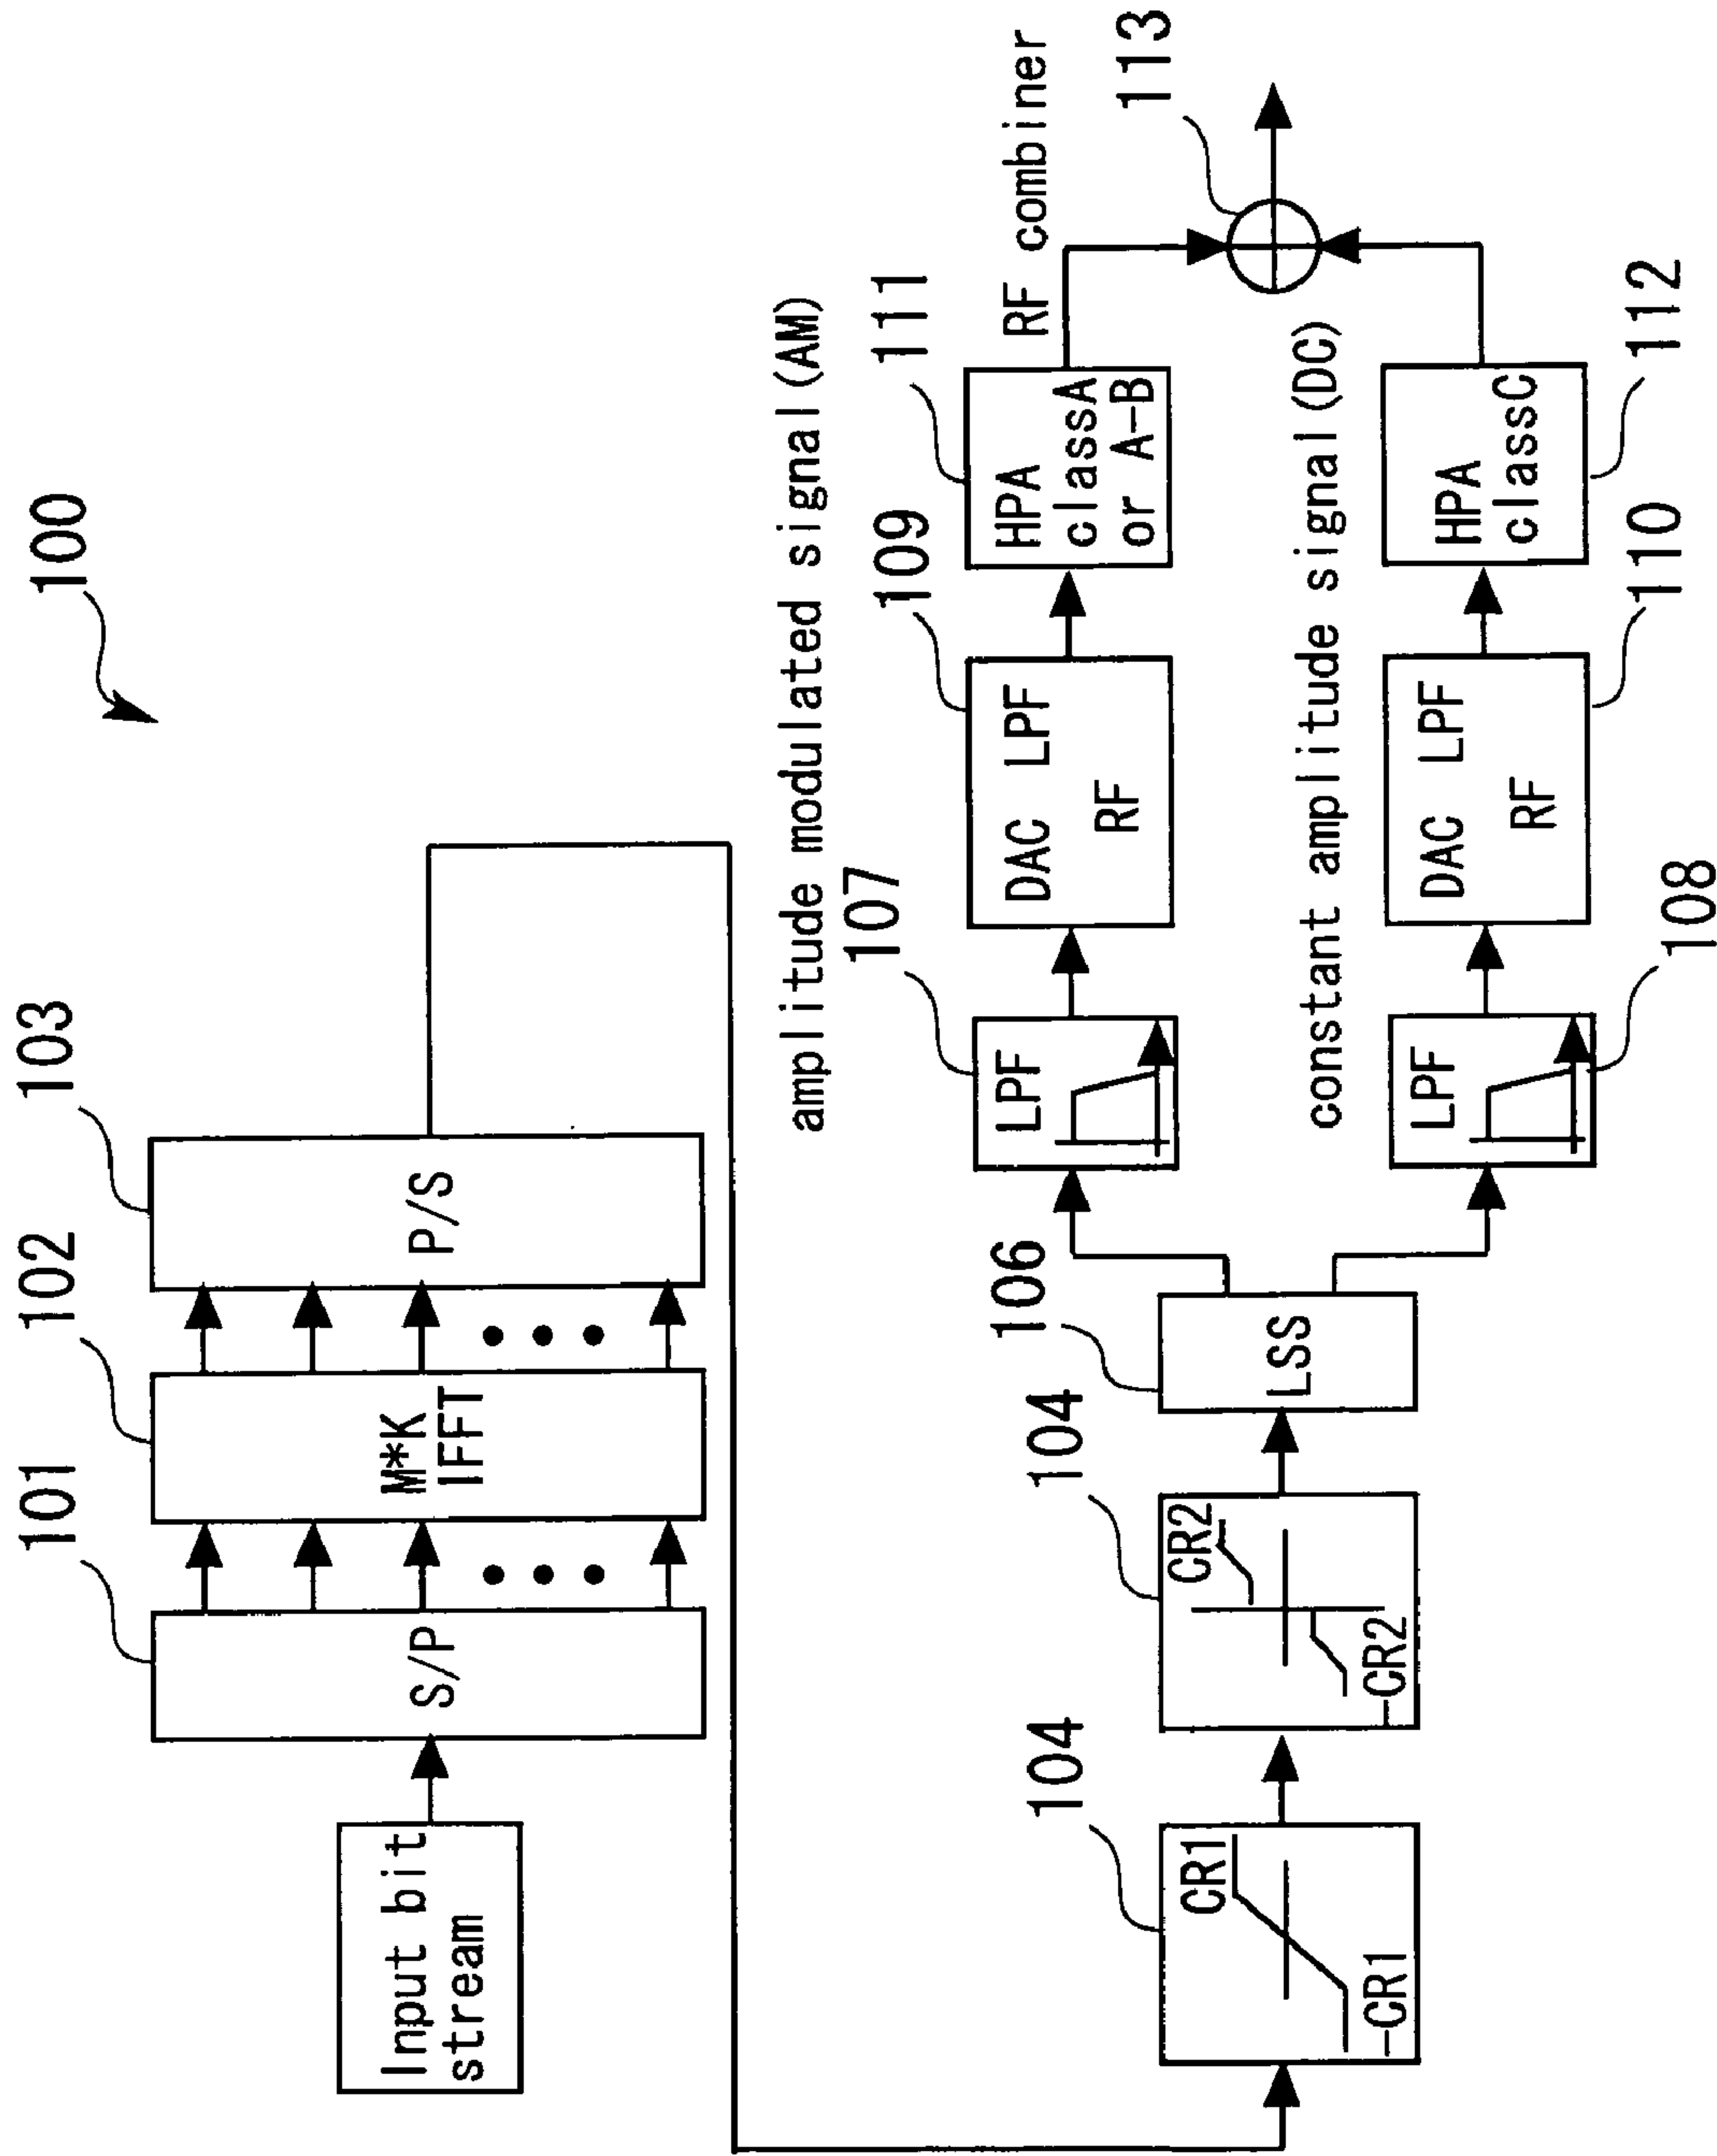 100
101
102
103
Input bit
stream
S/P
M*K
IFFT
P/S
amplitude modulated signal(AM)
104
104
106
107
109
111
CR1
-CR1
CR2
-CR2
LSS
LPF
DAC LPF
RF
HPA
classA
or A-B
RF combiner
113
constant amplitude signal(DC)
LPF
DAC LPF
RF
HPA
classC
108
110
112